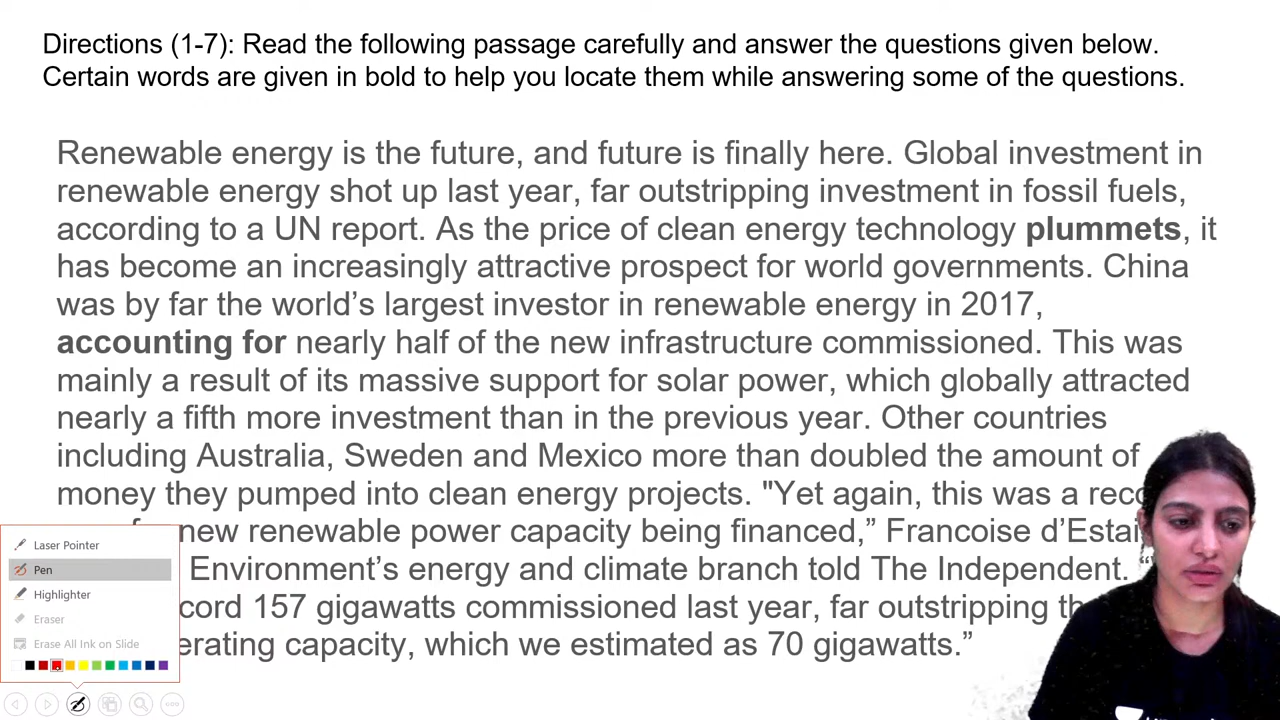 Directions (1-7): Read the following passage carefully and answer the questions given below.
Certain words are given in bold to help you locate them while answering some of the questions.
Renewable energy is the future, and future is finally here. Global investment in
renewable energy shot up last year, far outstripping investment in fossil fuels,
according to a UN report. As the price of clean energy technology plummets, it
has become an increasingly attractive prospect for world governments. China
was by far the world's largest investor in renewable energy in 2017,
accounting for nearly half of the new infrastructure commissioned. This was
mainly a result of its massive support for solar power, which globally attracted
nearly a fifth more investment than in the previous year. Other countries
including Australia, Sweden and Mexico more than doubled the amount of
money they pumped into clean energy projects. "Yet again, this was a
new renewable power capacity being financed,” Francoise
Environment's energy and climate branch told The Independent.
157 gigawatts commissioned last year, far outstripping
capacity, which we estimated as 70 gigawatts.”
Laser Pointer
Pen
Highlighter
Eraser
Erase All Ink on Slide